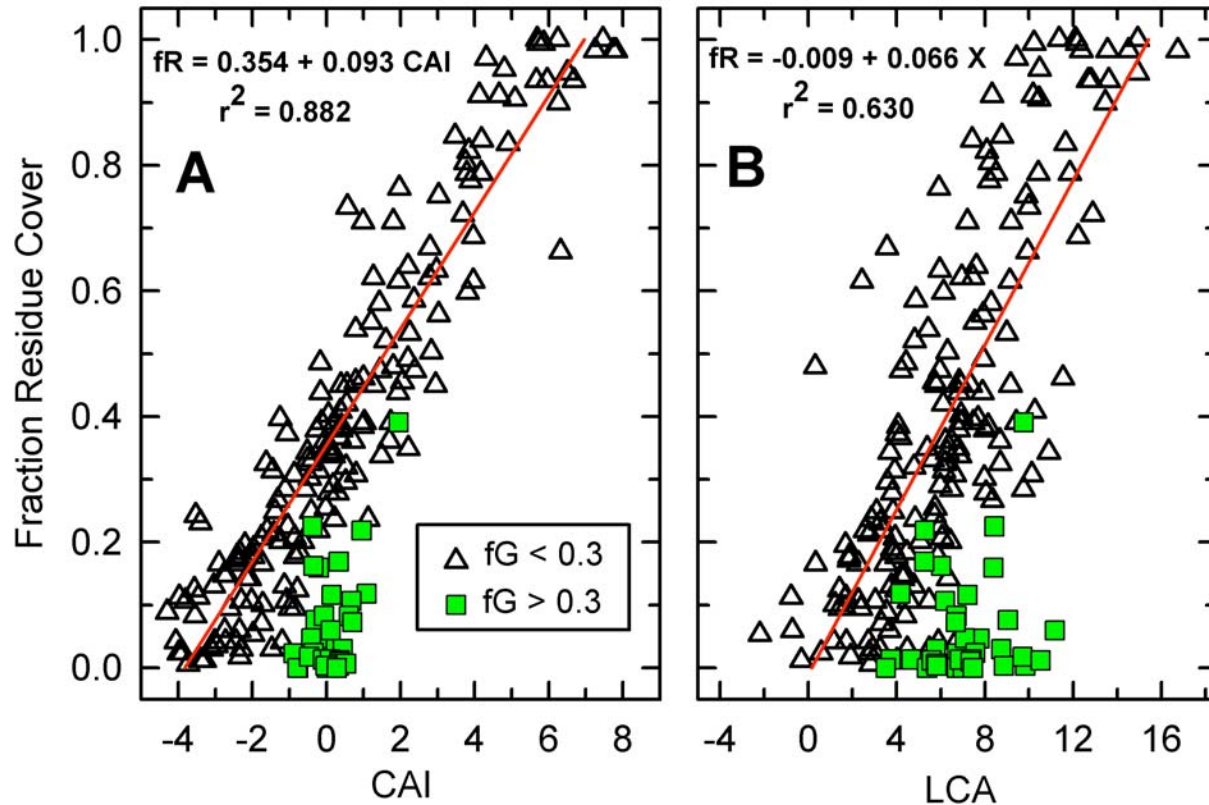 Fraction Residue Cover
1.0
0.8
0.6
0.4
0.2
0.0
fR = 0.354 + 0.093 CAI
r² = 0.882
A
fG < 0.3
fG > 0.3
-4 -2 0 2 4 6 8
CAI
fR = -0.009 + 0.066 X
r² = 0.630
B
-4 0 4 8 12 16
LCA